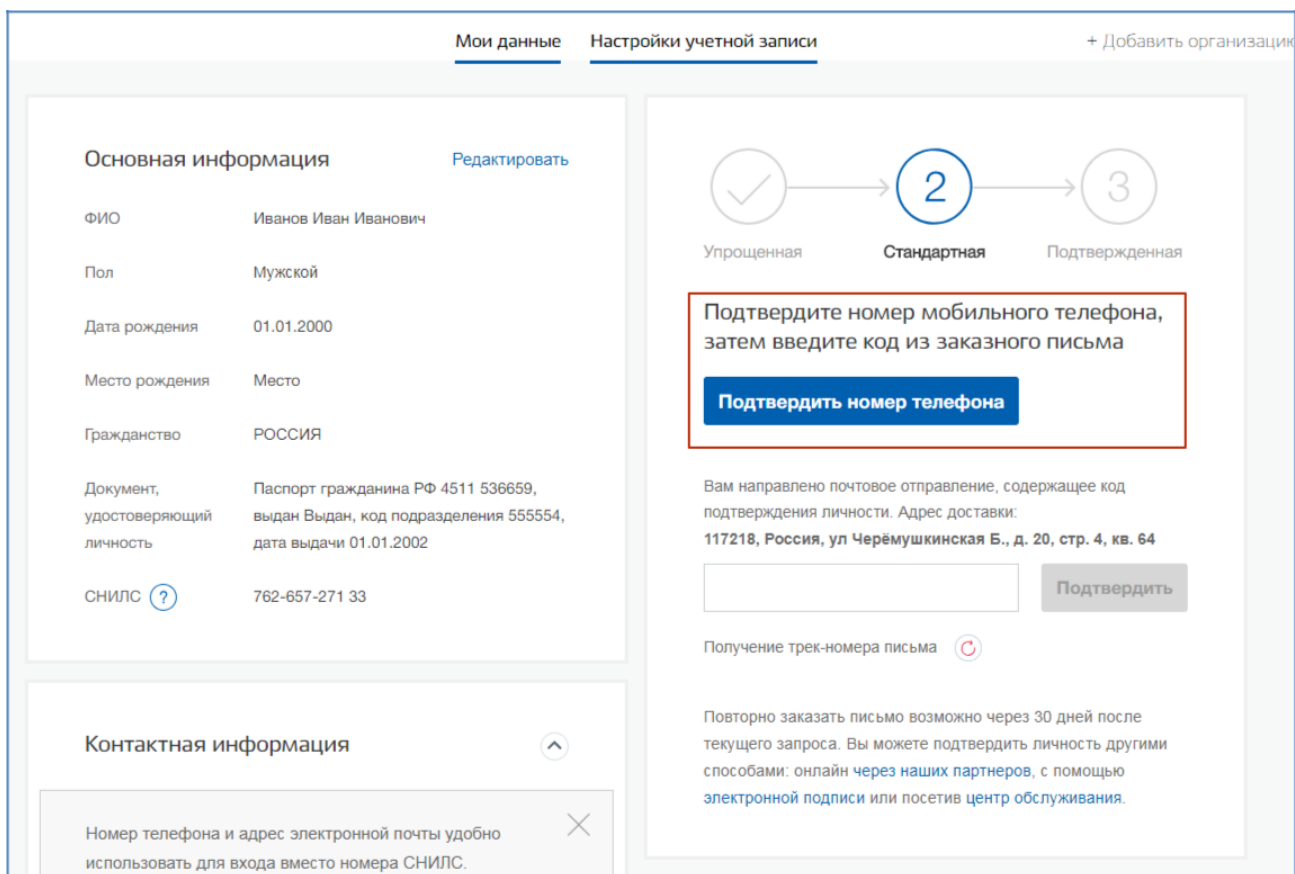 Мои данные
Настройки учетной записи
+ Добавить организацию
Основная информация
Редактировать
ФИО
Иванов Иван Иванович
Пол
Мужской
Дата рождения
01.01.2000
Место рождения
Место
Гражданство
РОССИЯ
Документ,
удостоверяющий
личность
Паспорт гражданина РФ 4511 536659,
выдан Выдан, код подразделения 555554,
дата выдачи 01.01.2002
СНИЛС ?
762-657-271 33
Контактная информация
Номер телефона и адрес электронной почты удобно
использовать для входа вместо номера СНИЛС.
2
3
Упрощенная
Стандартная
Подтвержденная
Подтвердите номер мобильного телефона,
затем введите код из заказного письма
Подтвердить номер телефона
Вам направлено почтовое отправление, содержащее код
подтверждения личности. Адрес доставки:
117218, Россия, ул Черёмушкинская Б., д. 20, стр. 4, кв. 64
Подтвердить
Получение трек-номера письма
Повторно заказать письмо возможно через 30 дней после
текущего запроса. Вы можете подтвердить личность другими
способами: онлайн через наших партнеров, с помощью
электронной подписи или посетив центр обслуживания.